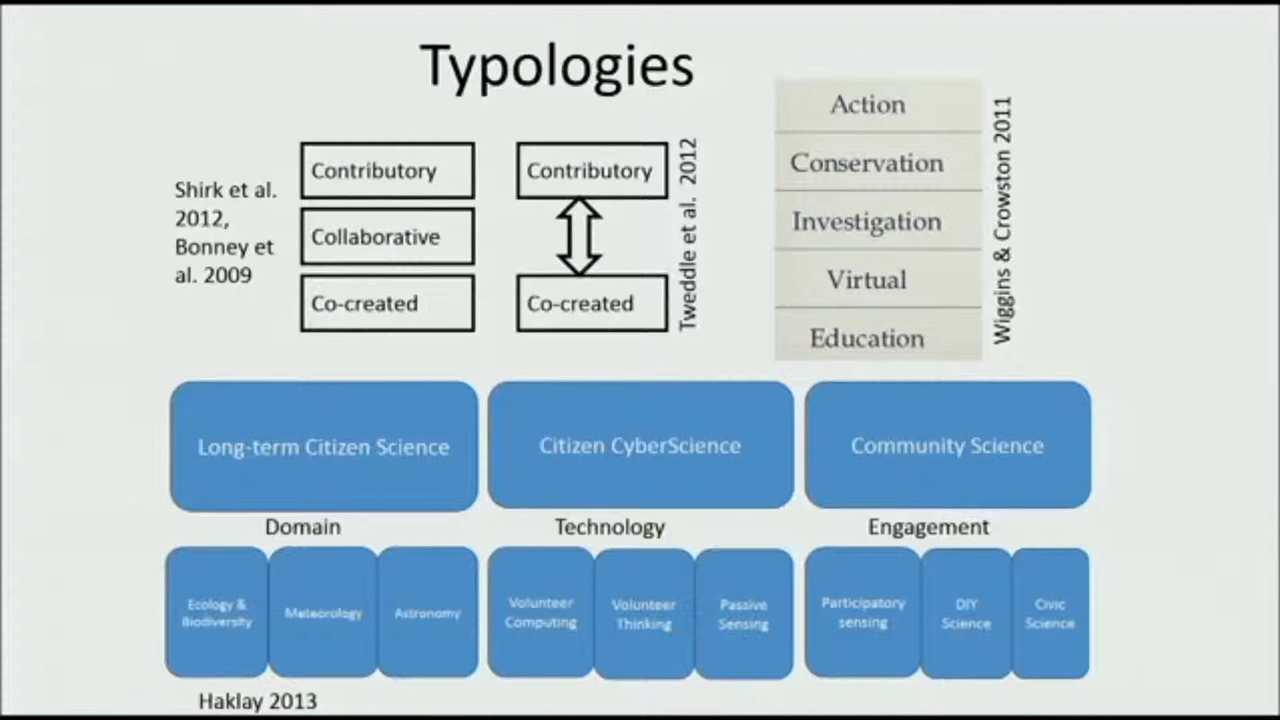 Typologies
Shirk et al.
2012,
Bonney et
al. 2009
Contributory
Collaborative
Co-created
Contributory
Co-created
Tweddle et al. 2012
Action
Conservation
Investigation
Virtual
Education
Wiggins & Crowston 2011
Long-term Citizen Science
Citizen CyberScience
Community Science
Domain
Technology
Engagement
Ecology &
Biodiversity
Meteorology
Astronomy
Volunteer
Computing
Volunteer
Thinking
Passive
Sensing
Participatory
sensing
DIY
Science
Civic
Science
Haklay 2013